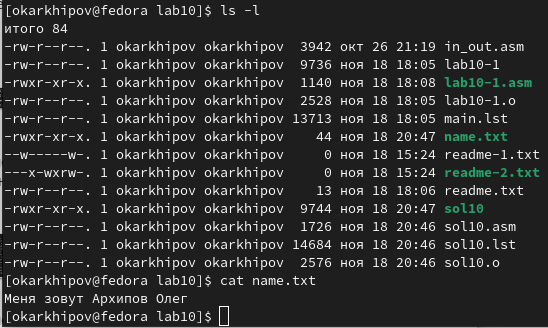 [okarkhipov@fedora lab10]$ ls -l
итого 84
-rw-r--r--. 1 okarkhipov okarkhipov  3942 окт 26 21:19 in_out.asm
-rw-r--r--. 1 okarkhipov okarkhipov  9736 ноя 18 18:05 lab10-1
-rwxr-xr-x. 1 okarkhipov okarkhipov  1140 ноя 18 18:08 lab10-1.asm
-rw-r--r--. 1 okarkhipov okarkhipov  2528 ноя 18 18:05 lab10-1.o
-rw-r--r--. 1 okarkhipov okarkhipov 13713 ноя 18 18:05 main.lst
-rwxr-xr-x. 1 okarkhipov okarkhipov    44 ноя 18 20:47 name.txt
--w-----w-. 1 okarkhipov okarkhipov     0 ноя 18 15:24 readme-1.txt
---x-wxrw-. 1 okarkhipov okarkhipov     0 ноя 18 15:24 readme-2.txt
-rw-r--r--. 1 okarkhipov okarkhipov    13 ноя 18 18:06 readme.txt
-rwxr-xr-x. 1 okarkhipov okarkhipov  9744 ноя 18 20:47 sol10
-rw-r--r--. 1 okarkhipov okarkhipov  1726 ноя 18 20:46 sol10.asm
-rw-r--r--. 1 okarkhipov okarkhipov 14684 ноя 18 20:46 sol10.lst
-rw-r--r--. 1 okarkhipov okarkhipov  2576 ноя 18 20:46 sol10.o
[okarkhipov@fedora lab10]$ cat name.txt
Меня зовут Архипов Олег
[okarkhipov@fedora lab10]$